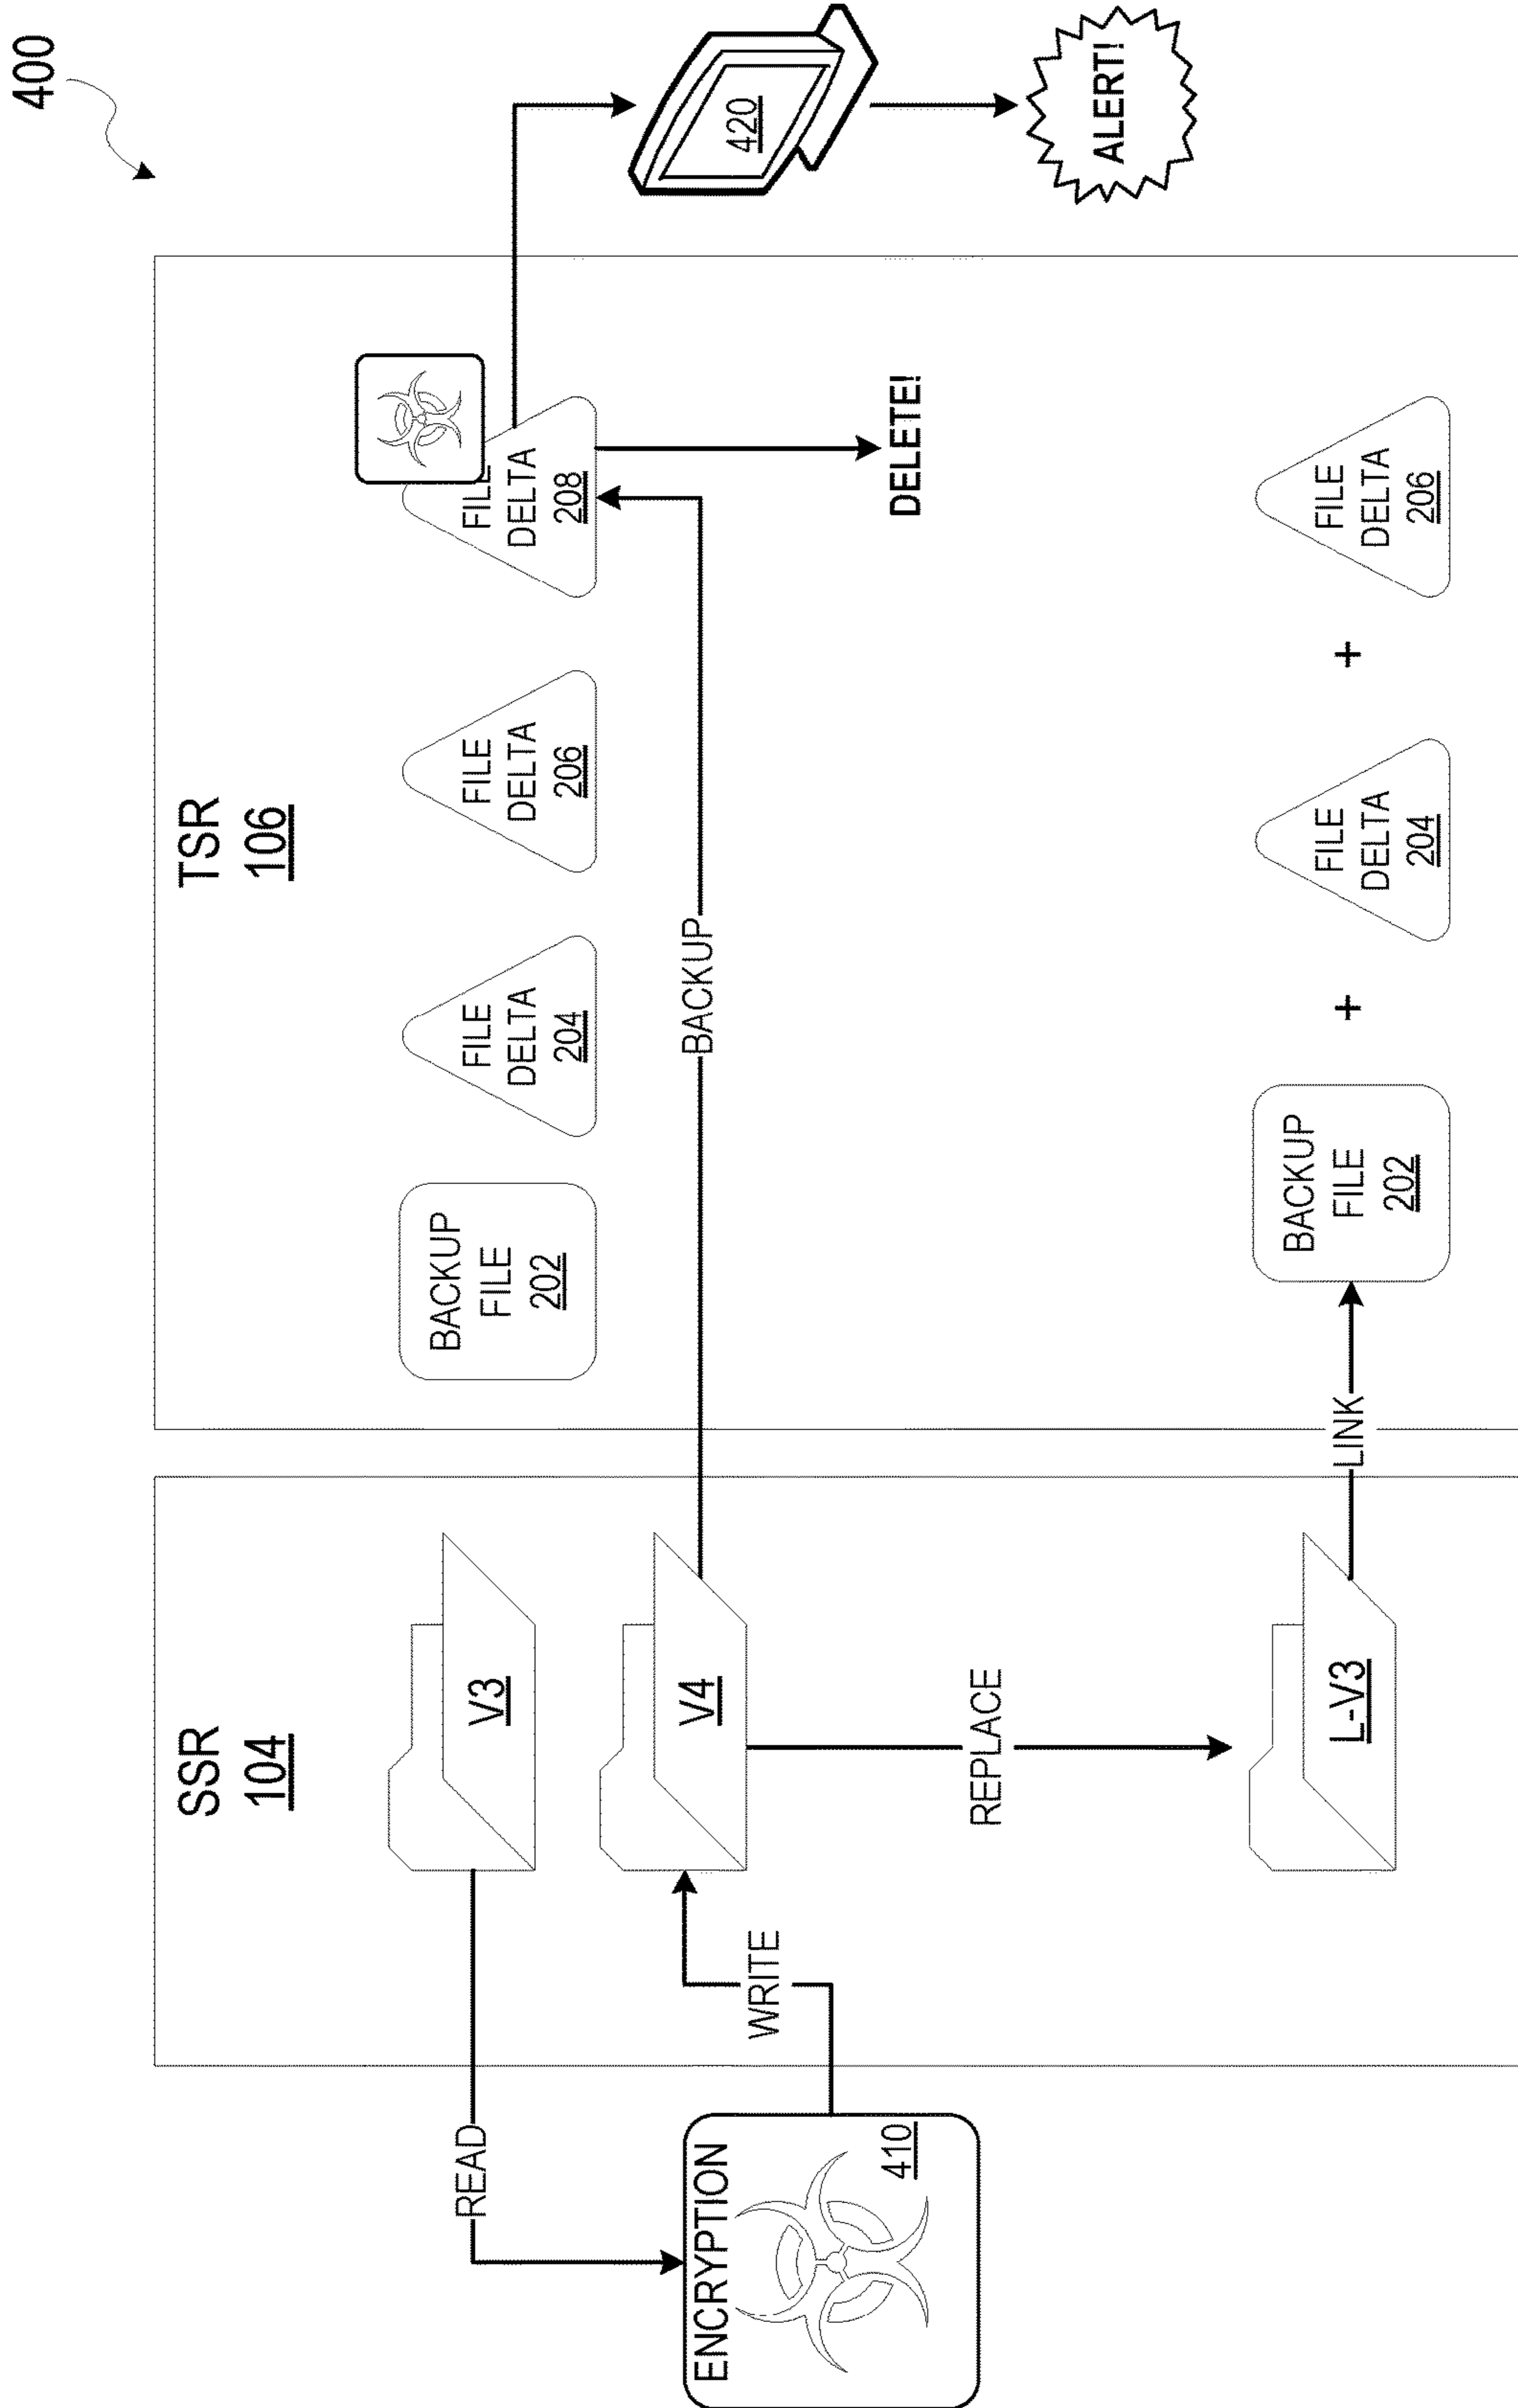 400
SSR
104
TSR
106
READ
V3
BACKUP
FILE
202
FILE
DELTA
204
FILE
DELTA
206
FILE
DELTA
208
ENCRYPTION
410
WRITE
V4
BACKUP
420
DELETE!
ALERT!
REPLACE
L-V3
LINK
BACKUP
FILE
202
+
FILE
DELTA
204
+
FILE
DELTA
206